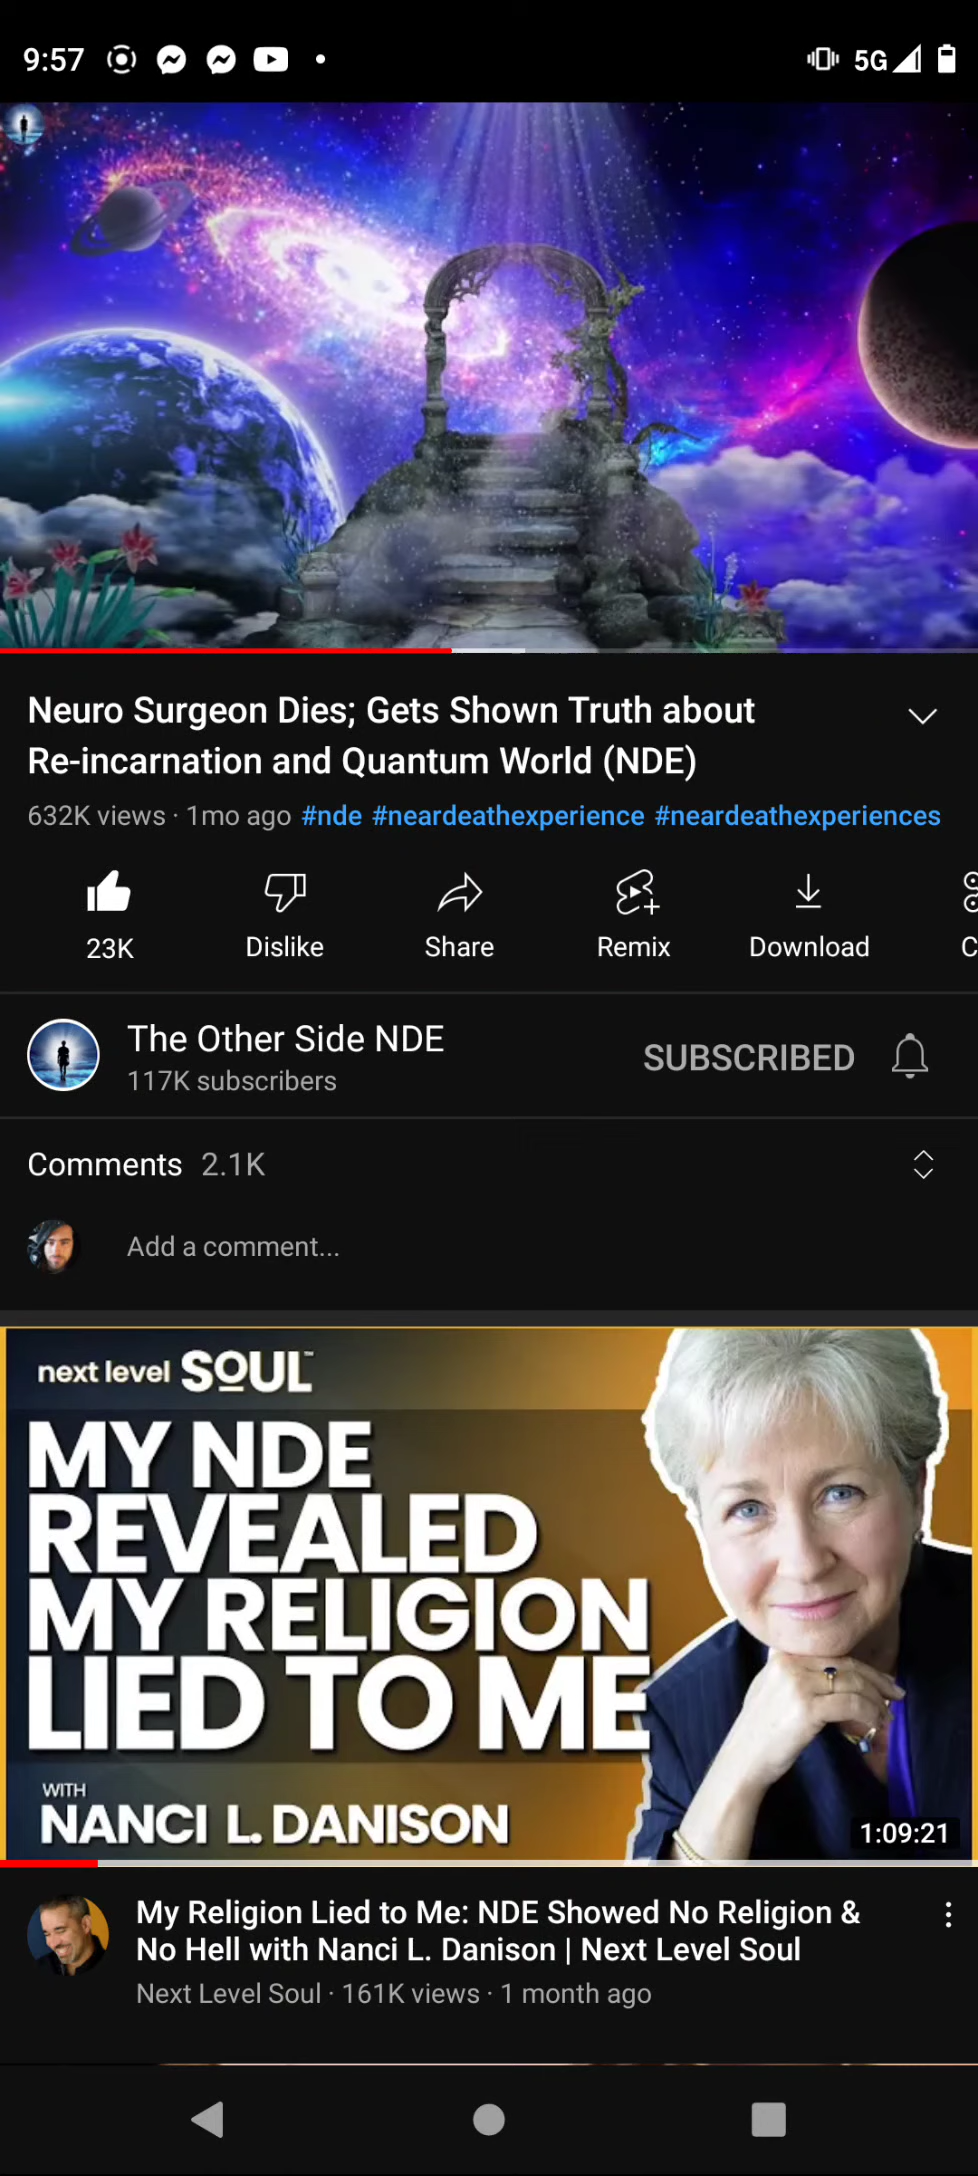 9:57
5G
Neuro Surgeon Dies; Gets Shown Truth about
Re-incarnation and Quantum World (NDE)
632K views · 1mo ago #nde #neardeathexperience #neardeathexperiences
23K
Dislike
Share
Remix
Download
C
The Other Side NDE
117K subscribers
SUBSCRIBED
Comments 2.1K
Add a comment...
next level SOUL™
MY NDE
REVEALED
MY RELIGION
LIED TO ME
WITH
NANCI L. DANISON
1:09:21
My Religion Lied to Me: NDE Showed No Religion &
No Hell with Nanci L. Danison | Next Level Soul
Next Level Soul · 161K views · 1 month ago